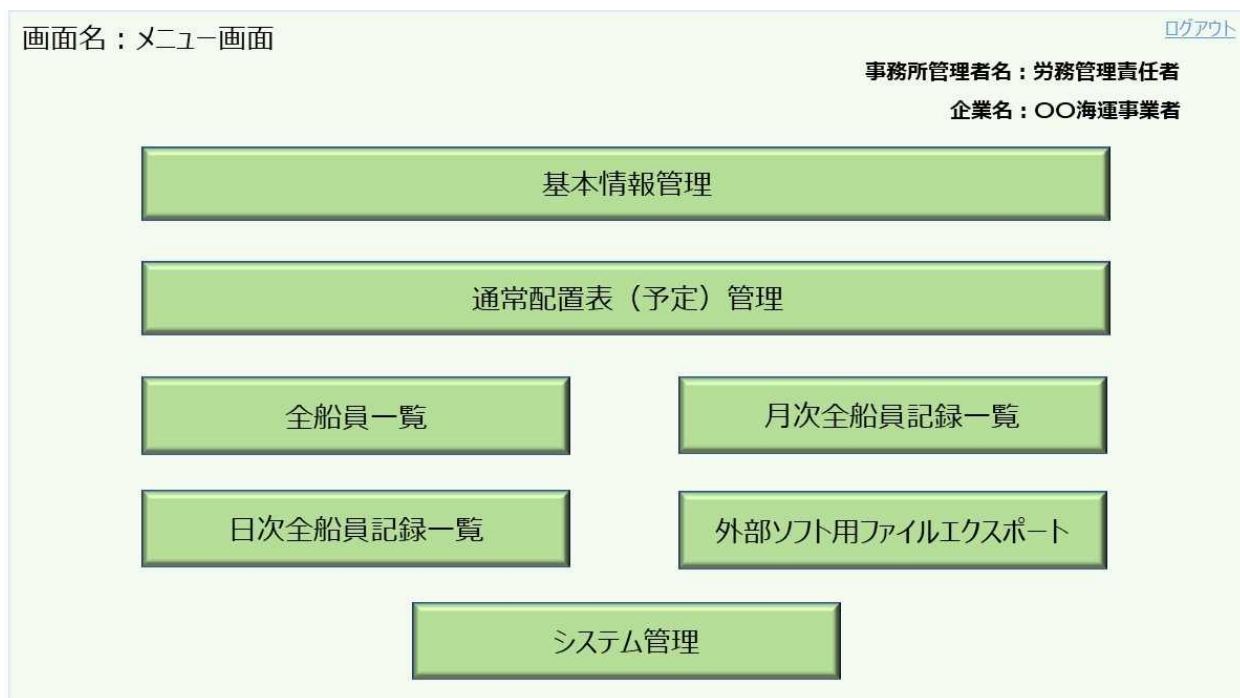 画面名：メニュー画面
ログアウト
事務所管理者名：労務管理責任者
企業名：〇〇海運事業者
基本情報管理
通常配置表（予定）管理
全船員一覧
月次全船員記録一覧
日次全船員記録一覧
外部ソフト用ファイルエクスポート
システム管理